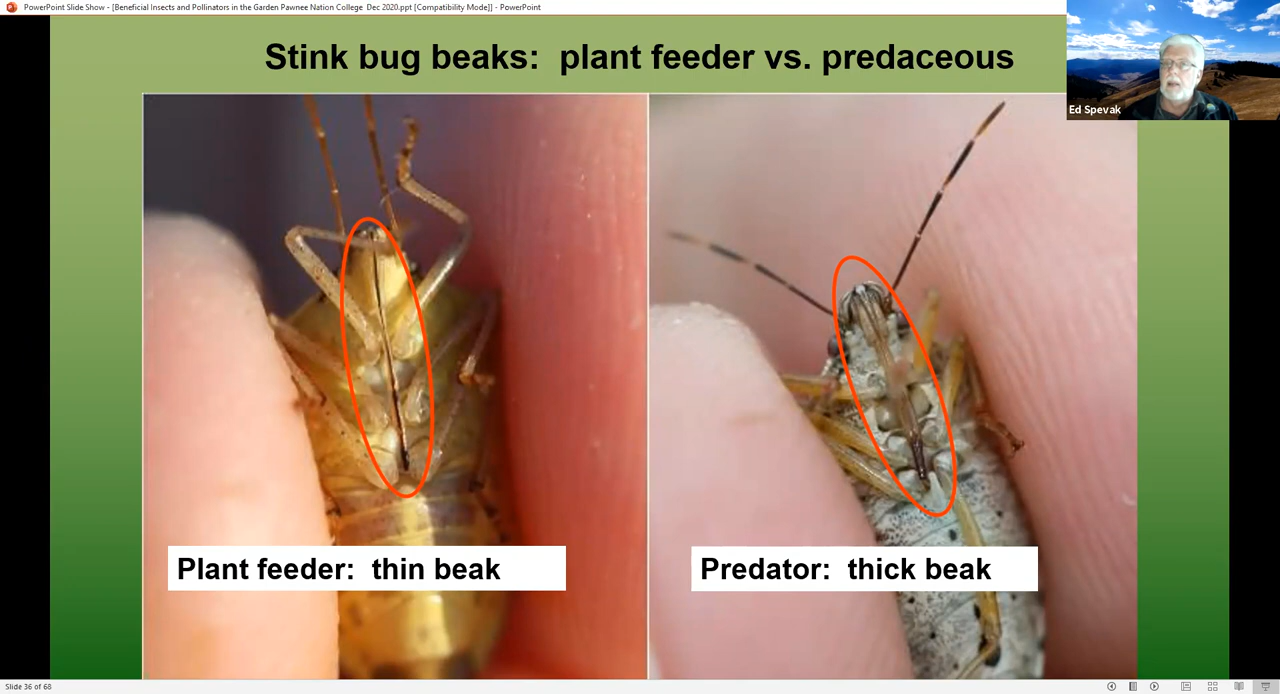 PowerPoint Slide Show - [Beneficial Insects and Pollinators in the Garden Pawnee Nation College  Dec 2020.ppt [Compatibility Mode]] - PowerPoint
Stink bug beaks:  plant feeder vs. predaceous
Ed Spevak
Plant feeder:  thin beak
Predator:  thick beak
Slide 36 of 68